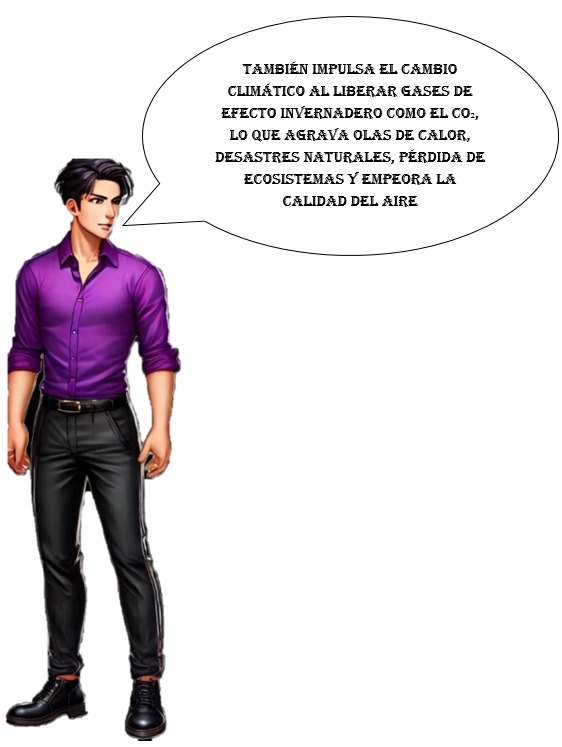 TAMBIÉN IMPULSA EL CAMBIO
CLIMÁTICO AL LIBERAR GASES DE
EFECTO INVERNADERO COMO EL CO₂,
LO QUE AGRAVA OLAS DE CALOR,
DESASTRES NATURALES, PÉRDIDA DE
ECOSISTEMAS Y EMPEORA LA
CALIDAD DEL AIRE